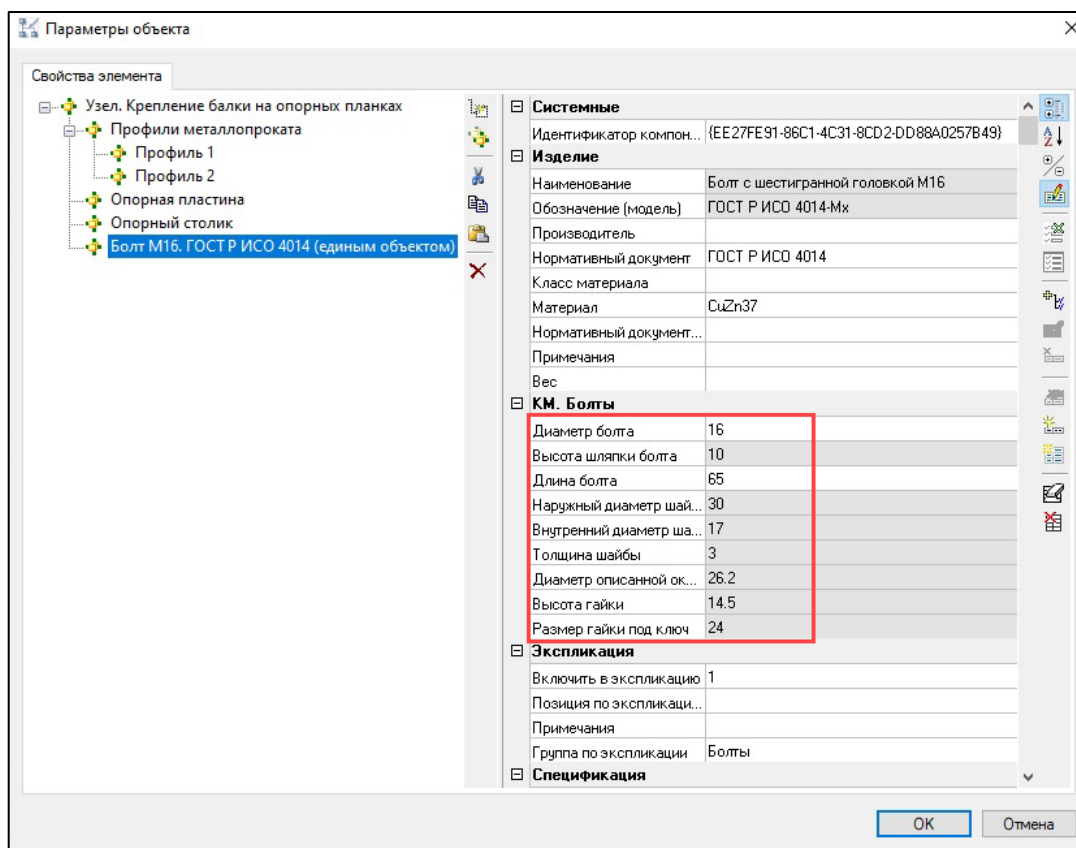 Параметры объекта
Свойства элемента
Узел. Крепление балки на опорных планках
Профили металлопроката
Профиль 1
Профиль 2
Опорная пластина
Опорный столик
Болт М16. ГОСТ Р ИСО 4014 (единым объектом)
Системные
Идентификатор компон... {EE27FE91-86C1-4C31-8CD2-DD88A0257B49}
Изделие
Наименование Болт с шестигранной головкой М16
Обозначение (модель) ГОСТ Р ИСО 4014-Мх
Производитель
Нормативный документ ГОСТ Р ИСО 4014
Класс материала
Материал CuZn37
Нормативный документ...
Примечания
Вес
КМ. Болты
Диаметр болта 16
Высота шляпки болта 10
Длина болта 65
Наружный диаметр шай... 30
Внутренний диаметр ша... 17
Толщина шайбы 3
Диаметр описанной ок... 26.2
Высота гайки 14.5
Размер гайки под ключ 24
Экспликация
Включить в экспликацию 1
Позиция по экспликаци...
Примечания
Группа по экспликации Болты
Спецификация
OK Отмена